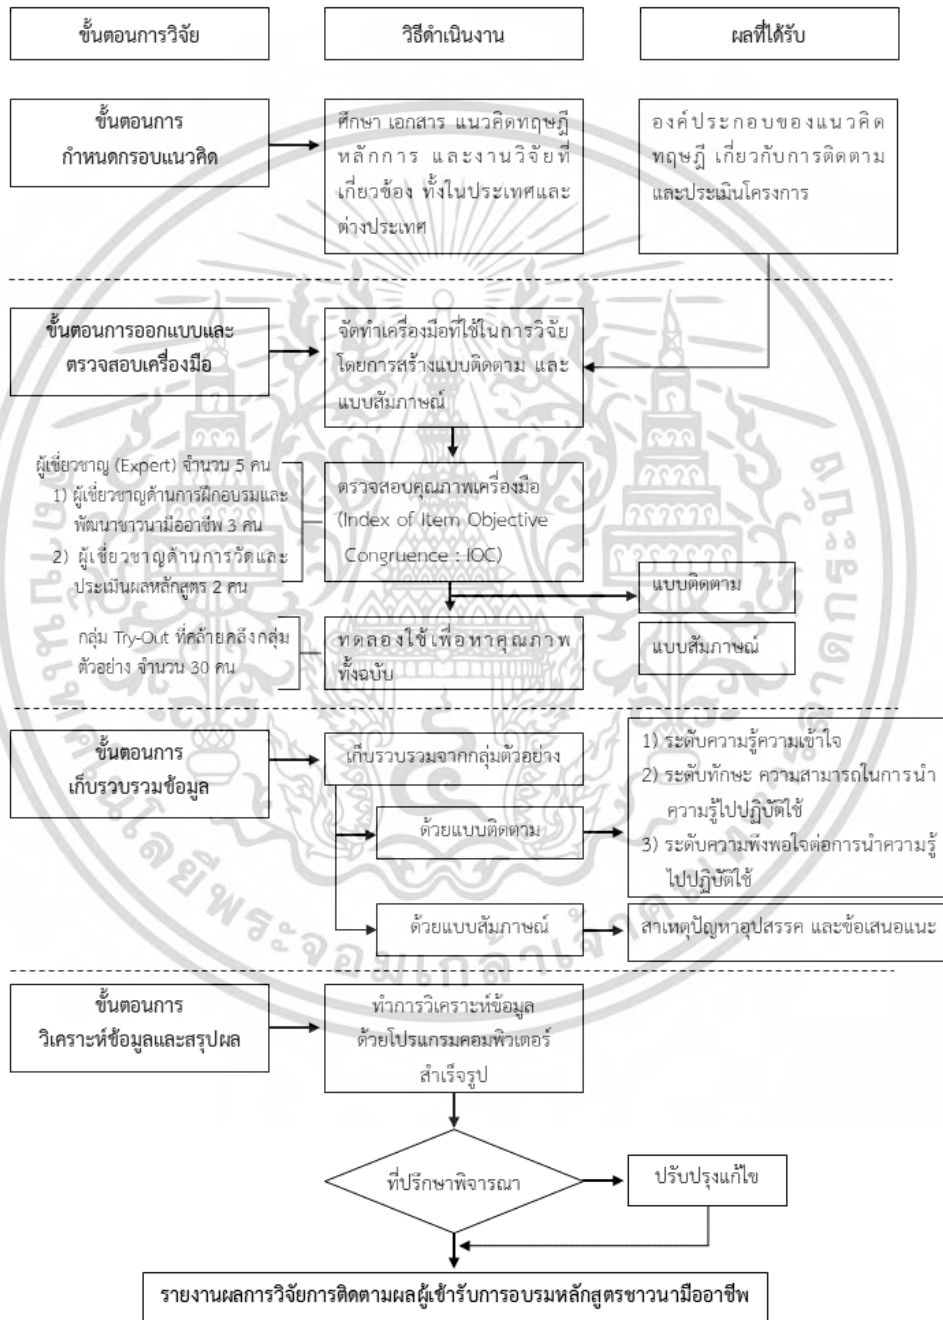 ขั้นตอนการวิจัย
วิธีดำเนินงาน
ผลที่ได้รับ
ขั้นตอนการ
กำหนดกรอบแนวคิด
ศึกษา เอกสาร แนวคิดทฤษฎี
หลักการ และงานวิจัยที่
เกี่ยวข้อง ทั้งในประเทศและ
ต่างประเทศ
องค์ประกอบของแนวคิด
ทฤษฎี เกี่ยวกับการติดตาม
และประเมินโครงการ
ขั้นตอนการออกแบบและ
ตรวจสอบเครื่องมือ
จัดทำเครื่องมือที่ใช้ในการวิจัย
โดยการสร้างแบบติดตาม และ
แบบสัมภาษณ์
ผู้เชี่ยวชาญ (Expert) จำนวน 5 คน
1) ผู้เชี่ยวชาญด้านการฝึกอบรมและ
พัฒนาชาวนามืออาชีพ 3 คน
2) ผู้เชี่ยวชาญด้านการวัดและ
ประเมินผลหลักสูตร 2 คน
ตรวจสอบคุณภาพเครื่องมือ
(Index of Item Objective
Congruence : IOC)
แบบติดตาม
แบบสัมภาษณ์
กลุ่ม Try-Out ที่คล้ายคลึงกลุ่ม
ตัวอย่าง จำนวน 30 คน
ทดลองใช้เพื่อหาคุณภาพ
ทั้งฉบับ
ขั้นตอนการ
เก็บรวบรวมข้อมูล
เก็บรวบรวมจากกลุ่มตัวอย่าง
ด้วยแบบติดตาม
1) ระดับความรู้ความเข้าใจ
2) ระดับทักษะ ความสามารถในการนำ
ความรู้ไปปฏิบัติใช้
3) ระดับความพึงพอใจต่อการนำความรู้
ไปปฏิบัติใช้
ด้วยแบบสัมภาษณ์
สาเหตุปัญหาอุปสรรค และข้อเสนอแนะ
ขั้นตอนการ
วิเคราะห์ข้อมูลและสรุปผล
ทำการวิเคราะห์ข้อมูล
ด้วยโปรแกรมคอมพิวเตอร์
สำเร็จรูป
ที่ปรึกษาพิจารณา
ปรับปรุงแก้ไข
รายงานผลการวิจัยการติดตามผลผู้เข้ารับการอบรมหลักสูตรชาวนามืออาชีพ